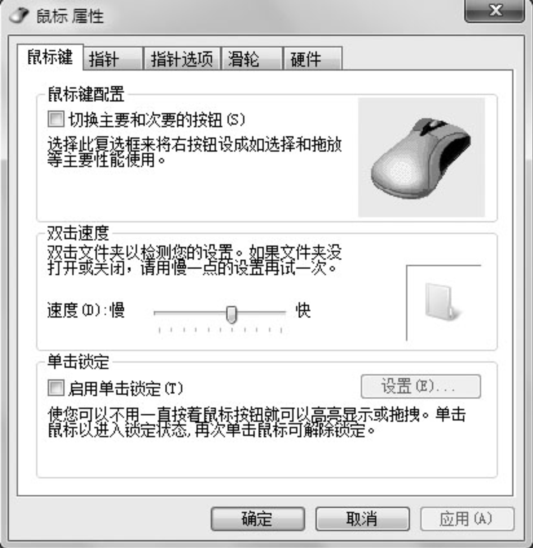 鼠标 属性
鼠标键 指针 指针选项 滑轮 硬件
鼠标键配置
切换主要和次要的按钮(S)
选择此复选框来将右按钮设成如选择和拖放
等主要性能使用。
双击速度
双击文件夹以检测您的设置。如果文件夹没
打开或关闭，请用慢一点的设置再试一次。
速度(D):慢 快
单击锁定
启用单击锁定(T) 设置(E)...
使您可以不用一直按着鼠标按钮就可以高亮显示或拖拽。单击
鼠标以进入锁定状态,再次单击鼠标可解除锁定。
确定 取消 应用(A)